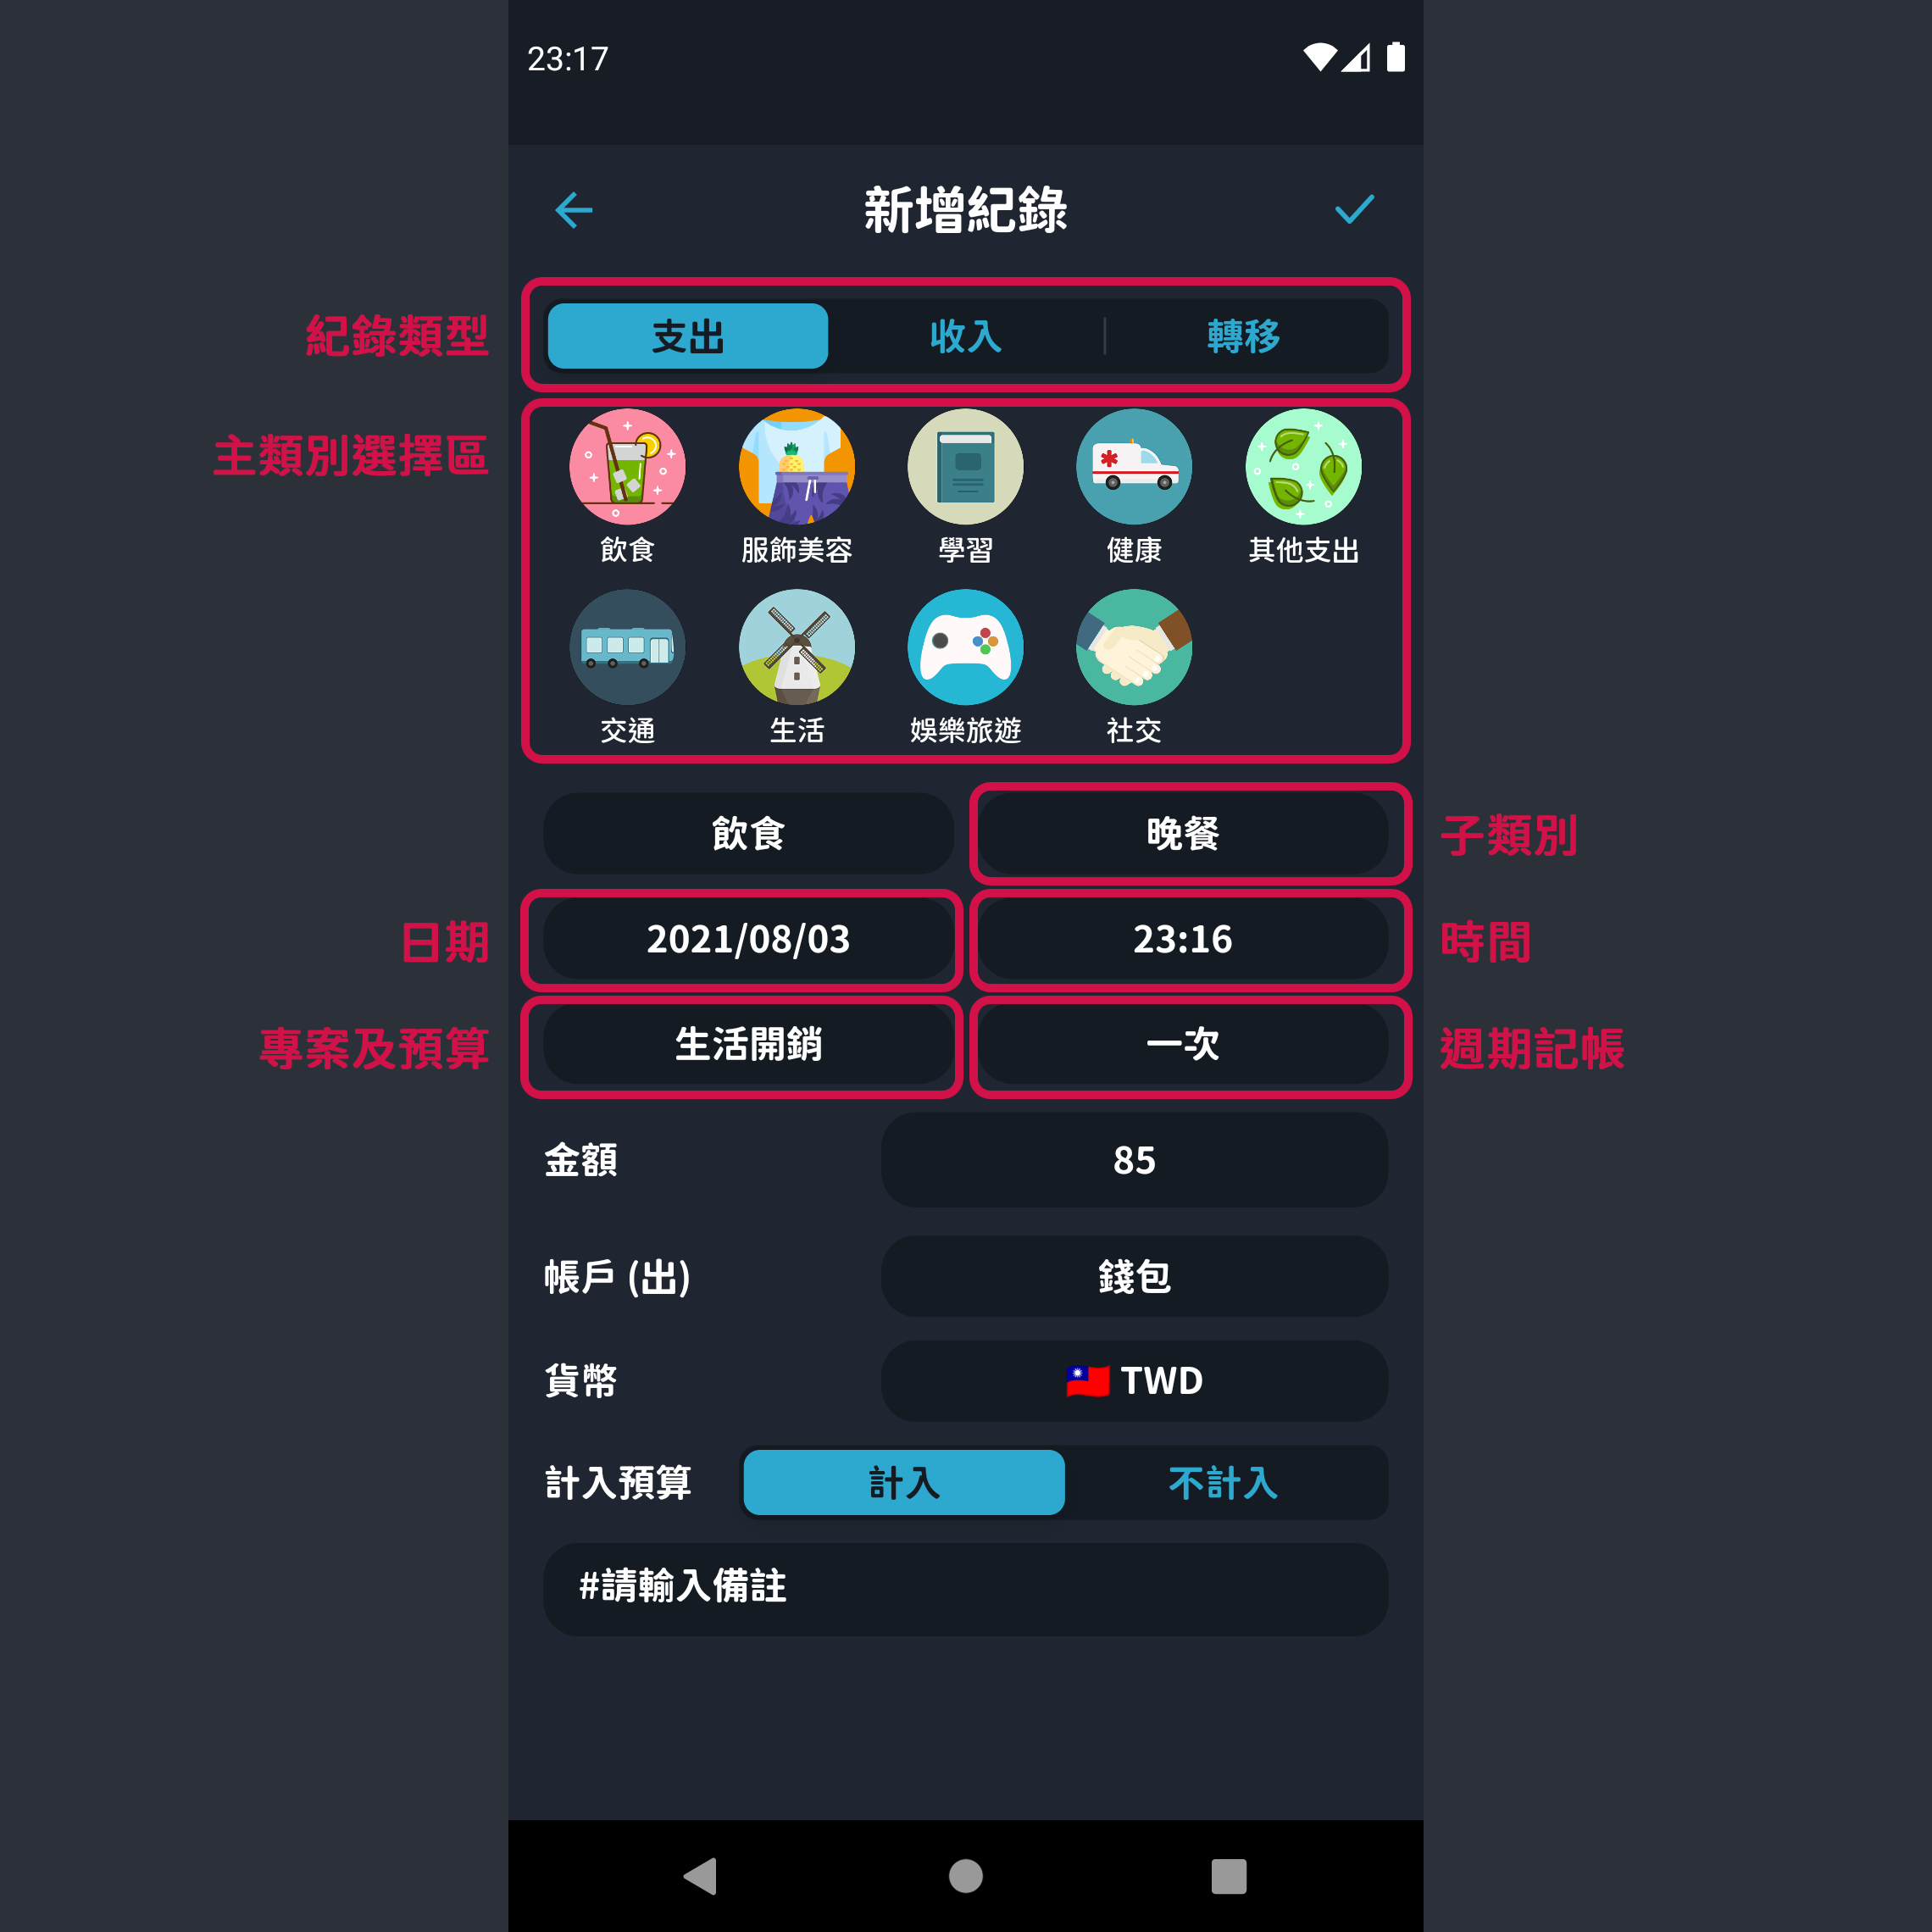 23:17
新增紀錄
紀錄類型
支出 收入 轉移
主類別選擇區
飲食 服飾美容 學習 健康 其他支出
交通 生活 娛樂旅遊 社交
飲食 晚餐 子類別
日期 2021/08/03 23:16 時間
專案及預算 生活開銷 一次 週期記帳
金額 85
帳戶 (出) 錢包
貨幣 🇹🇼 TWD
計入預算 計入 不計入
#請輸入備註